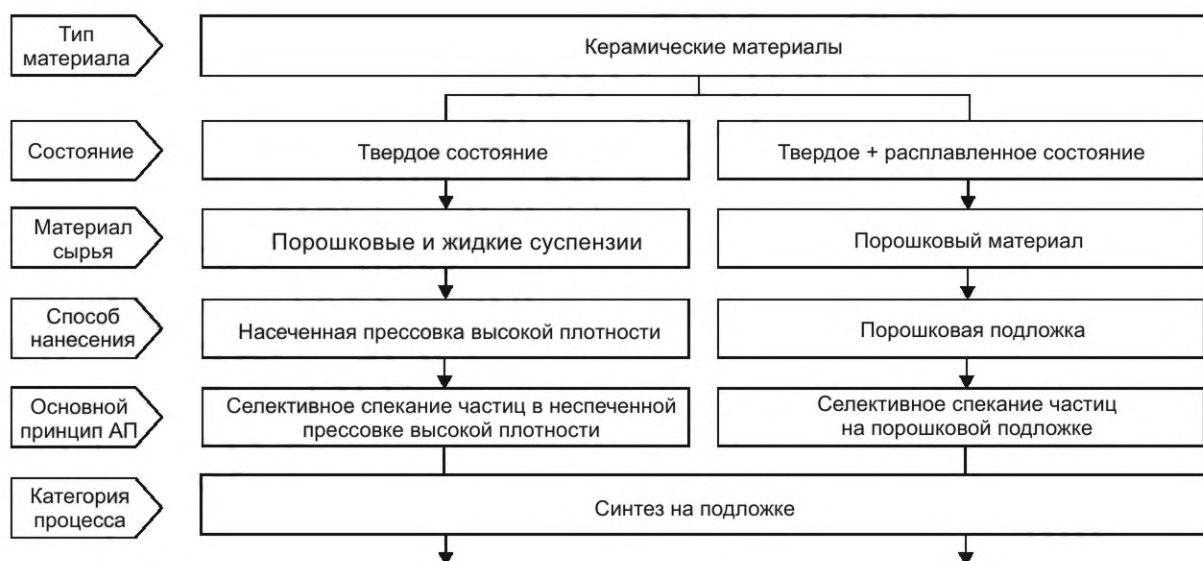 Тип
материала
Керамические материалы
Состояние
Твердое состояние
Твердое + расплавленное состояние
Материал
сырья
Порошковые и жидкие суспензии
Порошковый материал
Способ
нанесения
Насеченная прессовка высокой плотности
Порошковая подложка
Основной
принцип АП
Селективное спекание частиц в неспеченной
прессовке высокой плотности
Селективное спекание частиц
на порошковой подложке
Категория
процесса
Синтез на подложке